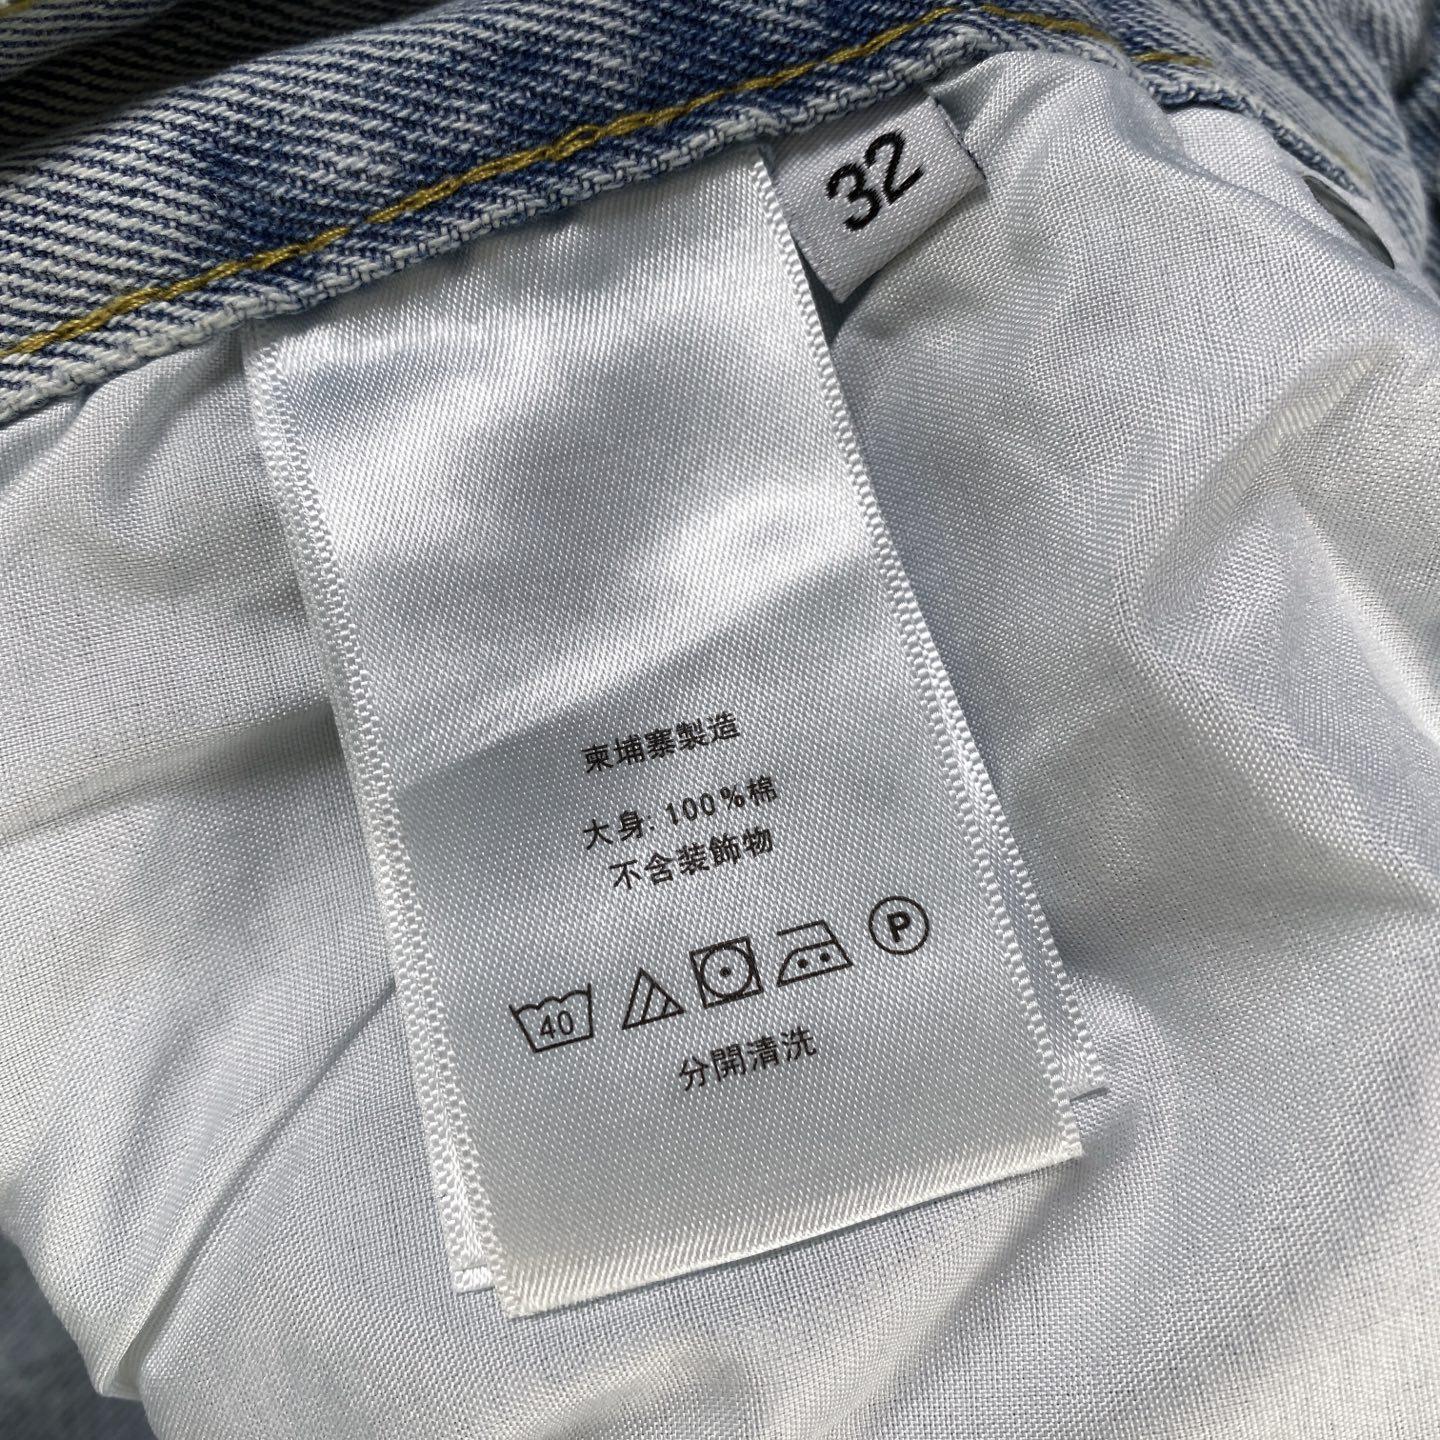 32
柬埔寨製造
大身: 100%棉
不含裝飾物
40 P
分開清洗